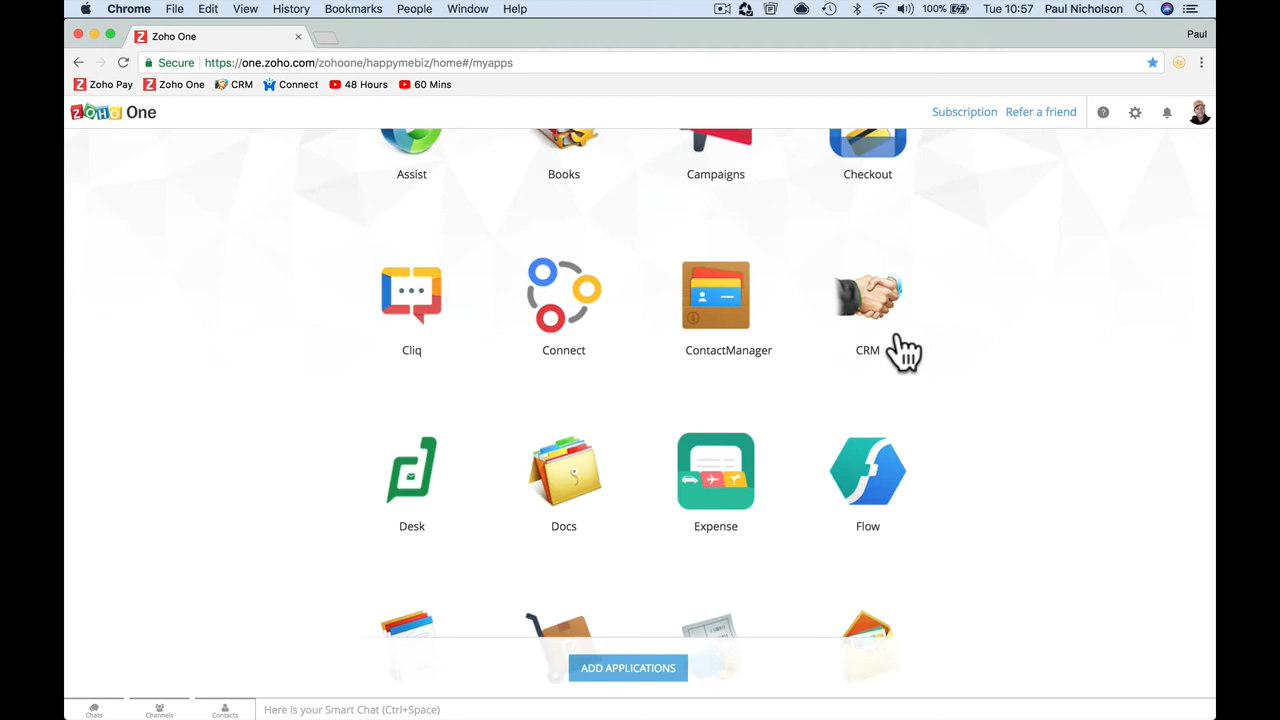 Chrome File Edit View History Bookmarks People Window Help 100% Tue 10:57 Paul Nicholson
Zoho One Paul
Secure https://one.zoho.com/zohoone/happymebiz/home#/myapps
Zoho Pay Zoho One CRM Connect 48 Hours 60 Mins
ZOHO One Subscription Refer a friend
Assist Books Campaigns Checkout
Cliq Connect ContactManager CRM
Desk Docs Expense Flow
ADD APPLICATIONS
Chats Channels Contacts Here is your Smart Chat (Ctrl+Space)